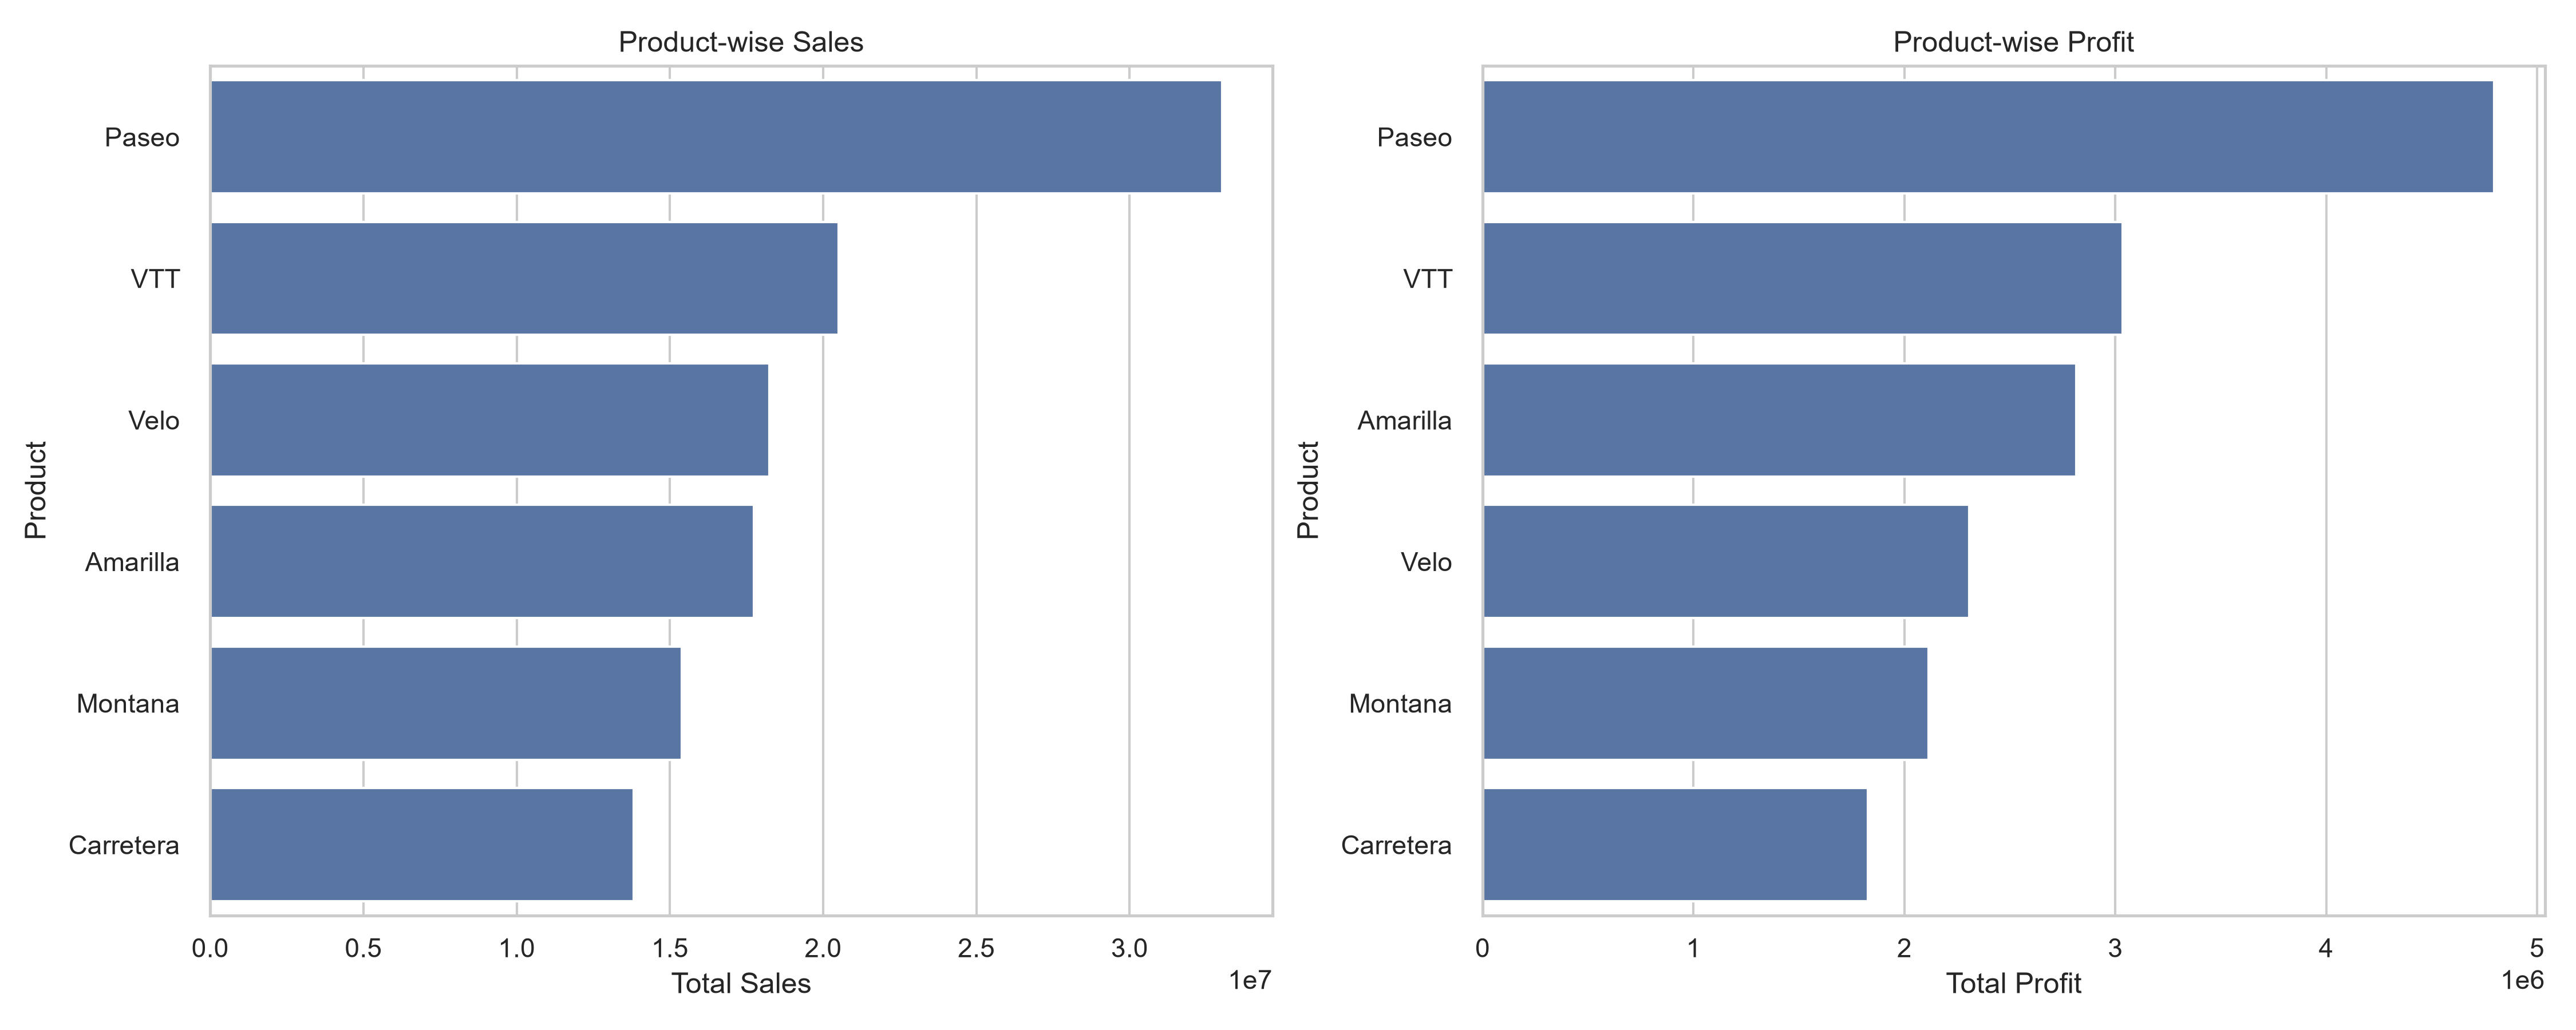 Product-wise Sales
Product
Paseo
VTT
Velo
Amarilla
Montana
Carretera
0.0 0.5 1.0 1.5 2.0 2.5 3.0
1e7
Total Sales
Product-wise Profit
Product
Paseo
VTT
Amarilla
Velo
Montana
Carretera
0 1 2 3 4 5
1e6
Total Profit